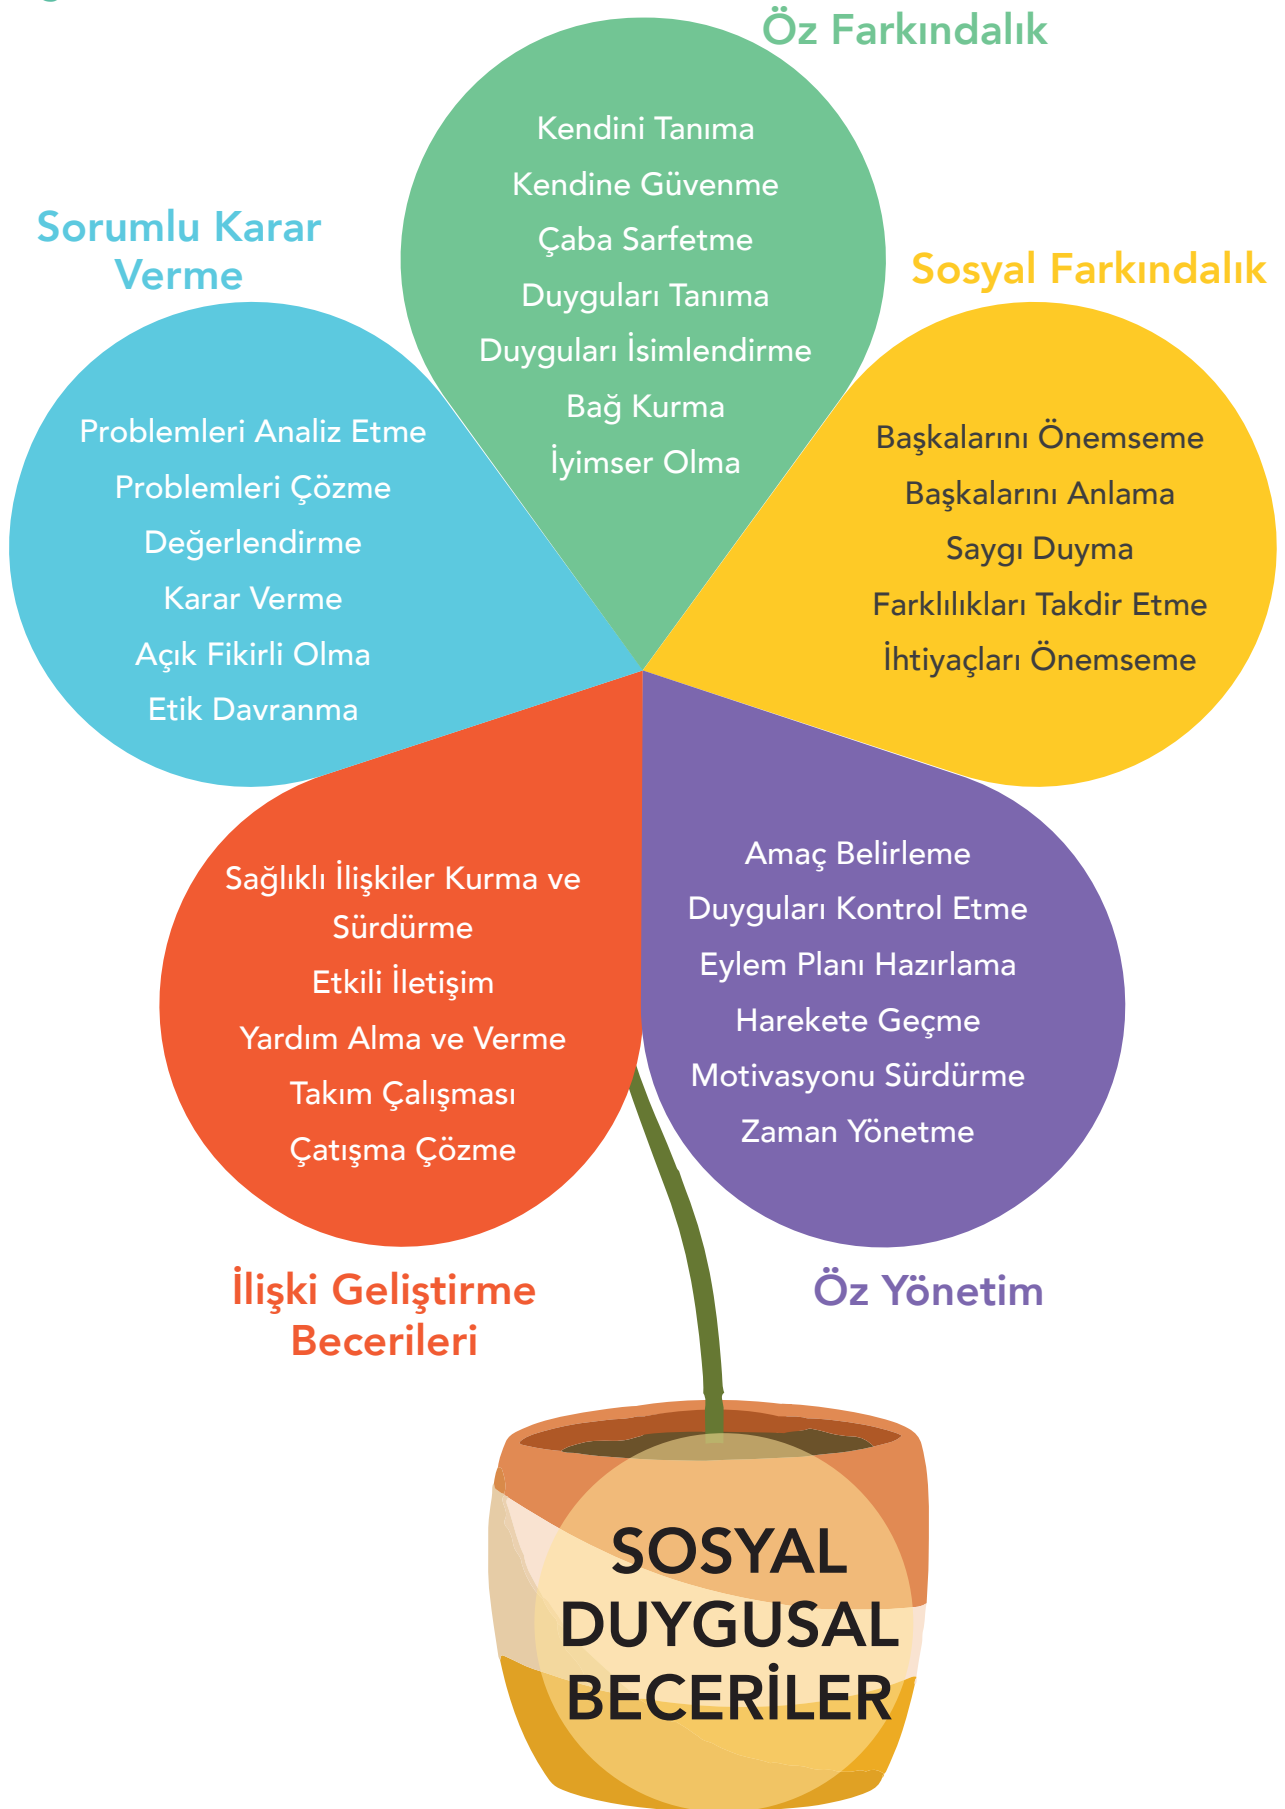 Öz Farkındalık
Kendini Tanıma
Kendine Güvenme
Çaba Sarfetme
Duyguları Tanıma
Duyguları İsimlendirme
Bağ Kurma
İyimser Olma
Sosyal Farkındalık
Başkalarını Önemseme
Başkalarını Anlama
Saygı Duyma
Farklılıkları Takdir Etme
İhtiyaçları Önemseme
Sorumlu Karar
Verme
Problemleri Analiz Etme
Problemleri Çözme
Değerlendirme
Karar Verme
Açık Fikirli Olma
Etik Davranma
Sağlıklı İlişkiler Kurma ve
Sürdürme
Etkili İletişim
Yardım Alma ve Verme
Takım Çalışması
Çatışma Çözme
İlişki Geliştirme
Becerileri
Amaç Belirleme
Duyguları Kontrol Etme
Eylem Planı Hazırlama
Harekete Geçme
Motivasyonu Sürdürme
Zaman Yönetme
Öz Yönetim
SOSYAL
DUYGUSAL
BECERİLER